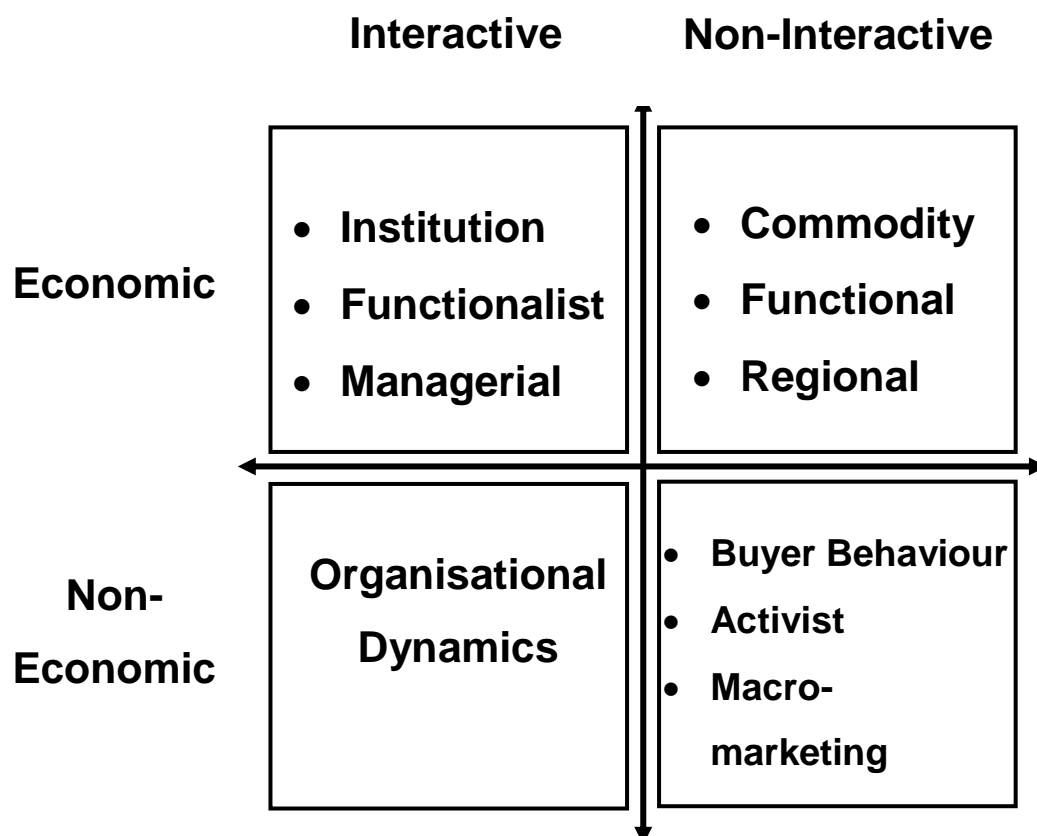 Interactive Non-Interactive
Economic
• Institution
• Functionalist
• Managerial
• Commodity
• Functional
• Regional
Non-
Economic
Organisational
Dynamics
• Buyer Behaviour
• Activist
• Macro-
marketing